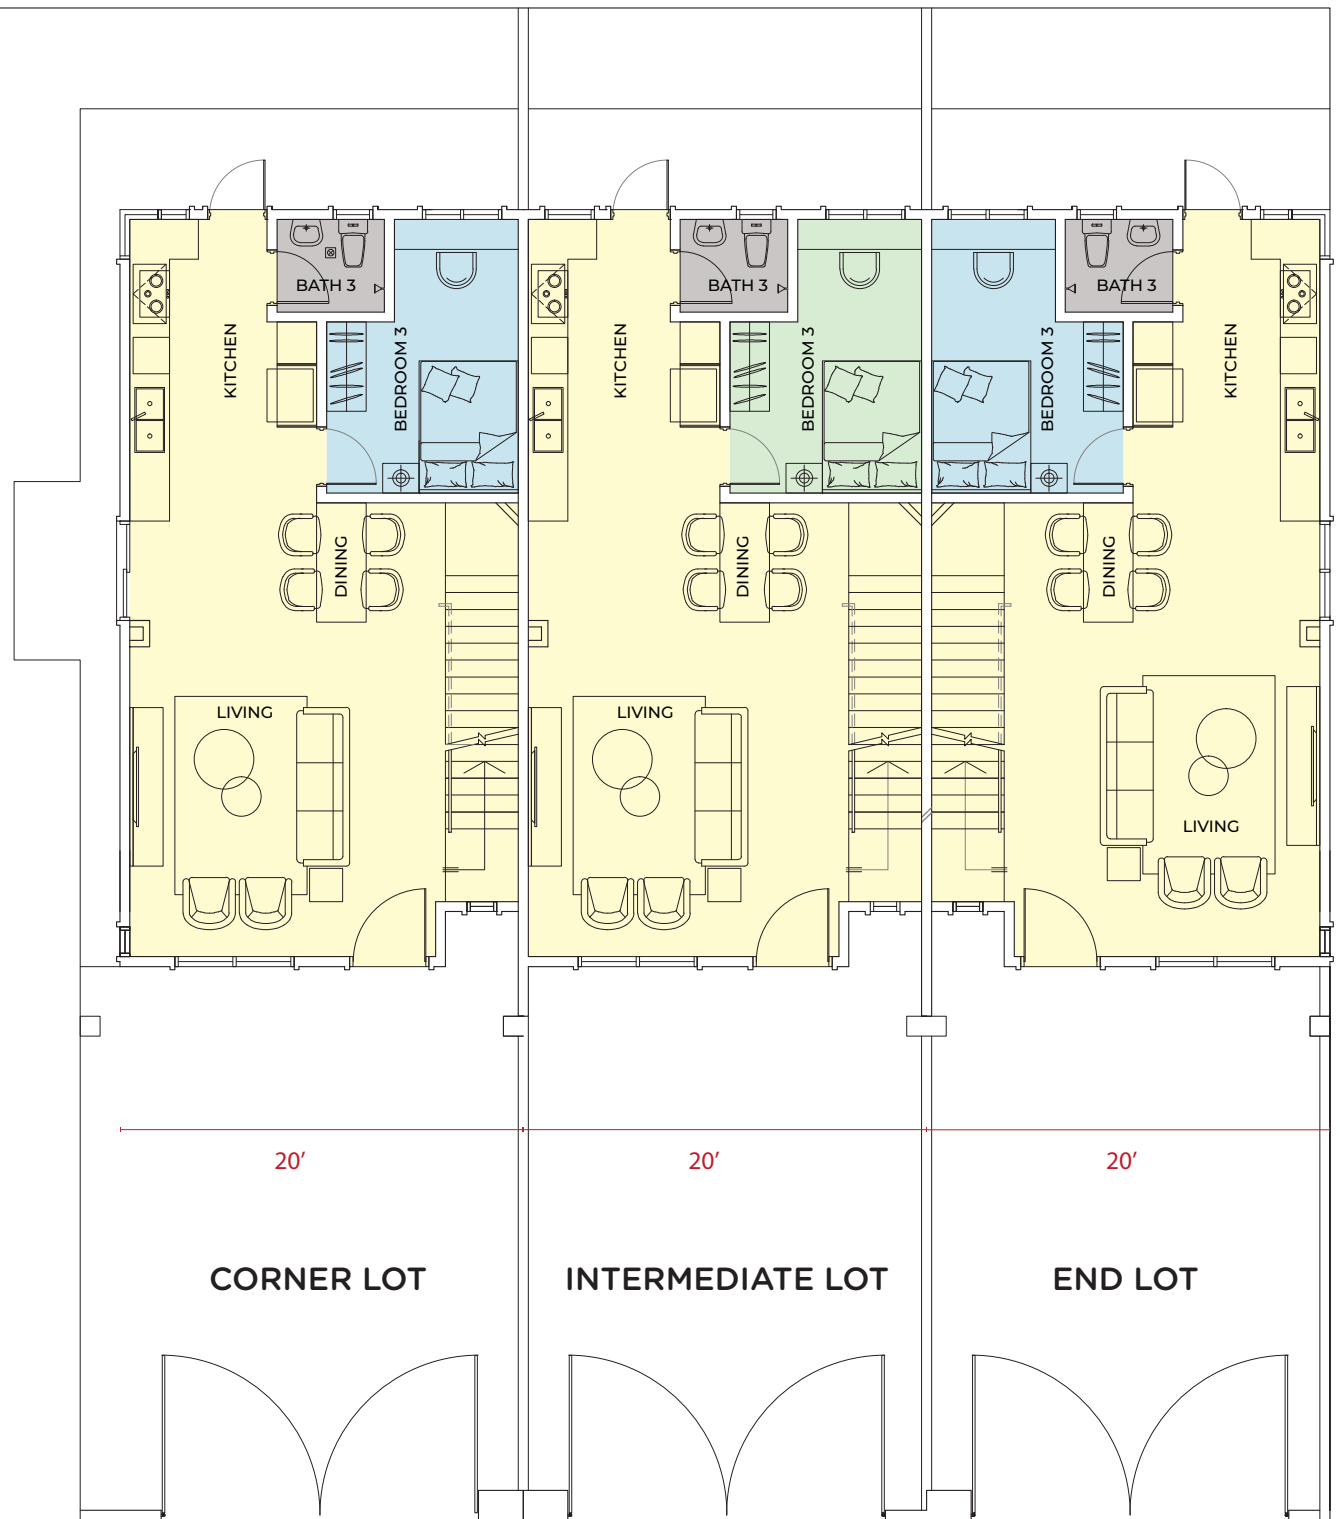 BATH 3
BATH 3
BATH 3
KITCHEN
BEDROOM 3
KITCHEN
BEDROOM 3
BEDROOM 3
KITCHEN
DINING
DINING
DINING
LIVING
LIVING
LIVING
20'
20'
20'
CORNER LOT
INTERMEDIATE LOT
END LOT